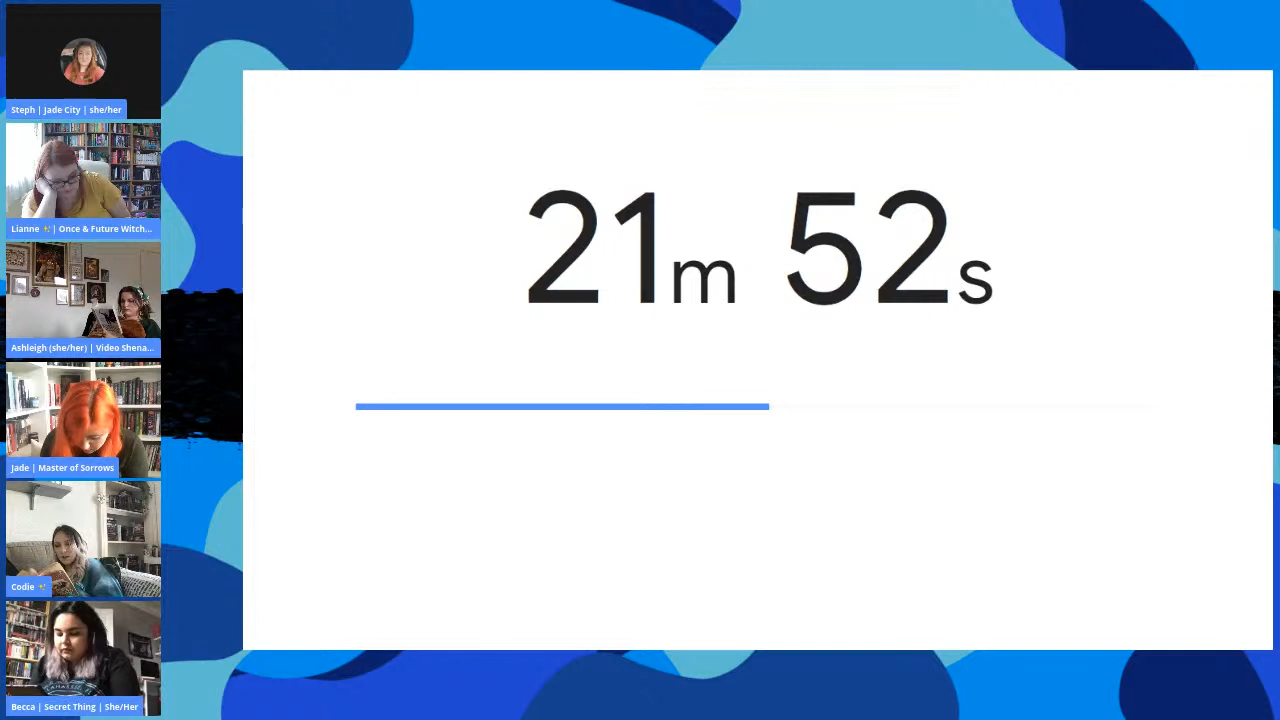 Steph | Jade City | she/her
Lianne ✨ | Once & Future Witch...
Ashleigh (she/her) | Video Shena...
Jade | Master of Sorrows
Codie ✨
Becca | Secret Thing | She/Her
21m 52s